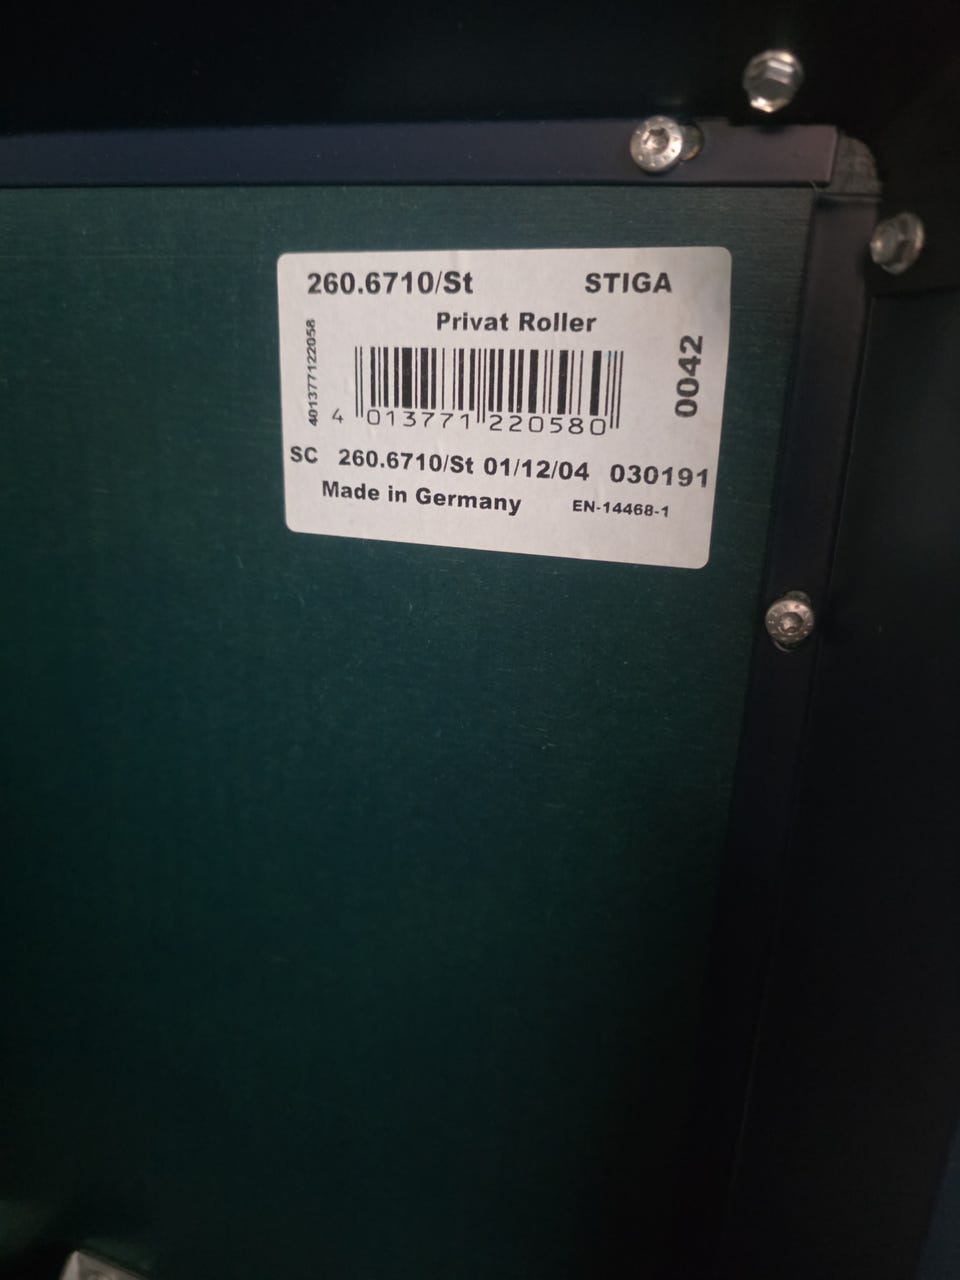 260.6710/St STIGA
Privat Roller
401377122058
4 013771 220580
0042
SC 260.6710/St 01/12/04 030191
Made in Germany EN-14468-1